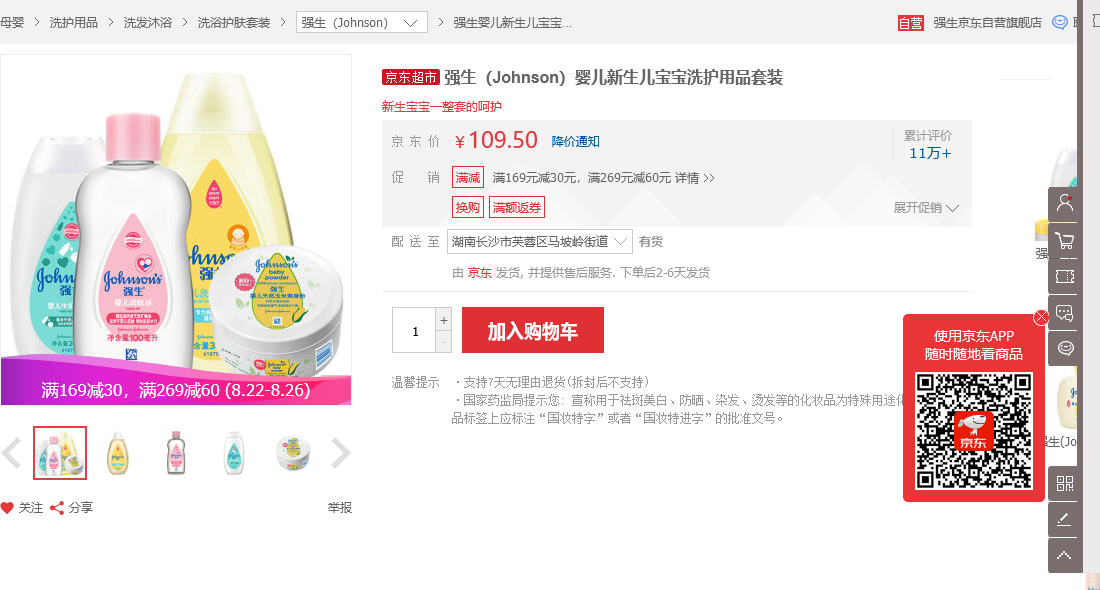 母婴 > 洗护用品 > 洗发沐浴 > 洗浴护肤套装 > 强生（Johnson） > 强生婴儿新生儿宝宝...
自营 强生京东自营旗舰店
京东超市 强生（Johnson）婴儿新生儿宝宝洗护用品套装
新生宝宝一整套的呵护
京东价 ￥109.50 降价通知
累计评价
11万+
促销 满减 满169元减30元，满269元减60元 详情 >>
换购 满额返券
展开促销
配送至 湖南长沙市芙蓉区马坡岭街道 有货
由 京东 发货, 并提供售后服务. 下单后2-6天发货
1
+
-
加入购物车
温馨提示 ·支持7天无理由退货(拆封后不支持)
·国家药监局提示您：宣称用于祛斑美白、防晒、染发、烫发等的化妆品为特殊用途化
品标签上应标注“国妆特字”或者“国妆特进字”的批准文号。
Johnson's
强生
婴儿润肤油
净含量100毫升
Johnson's
baby
powder
强生
满169减30，满269减60 (8.22-8.26)
关注 分享 举报
使用京东APP
随时随地看商品
京东
强
生(Jo